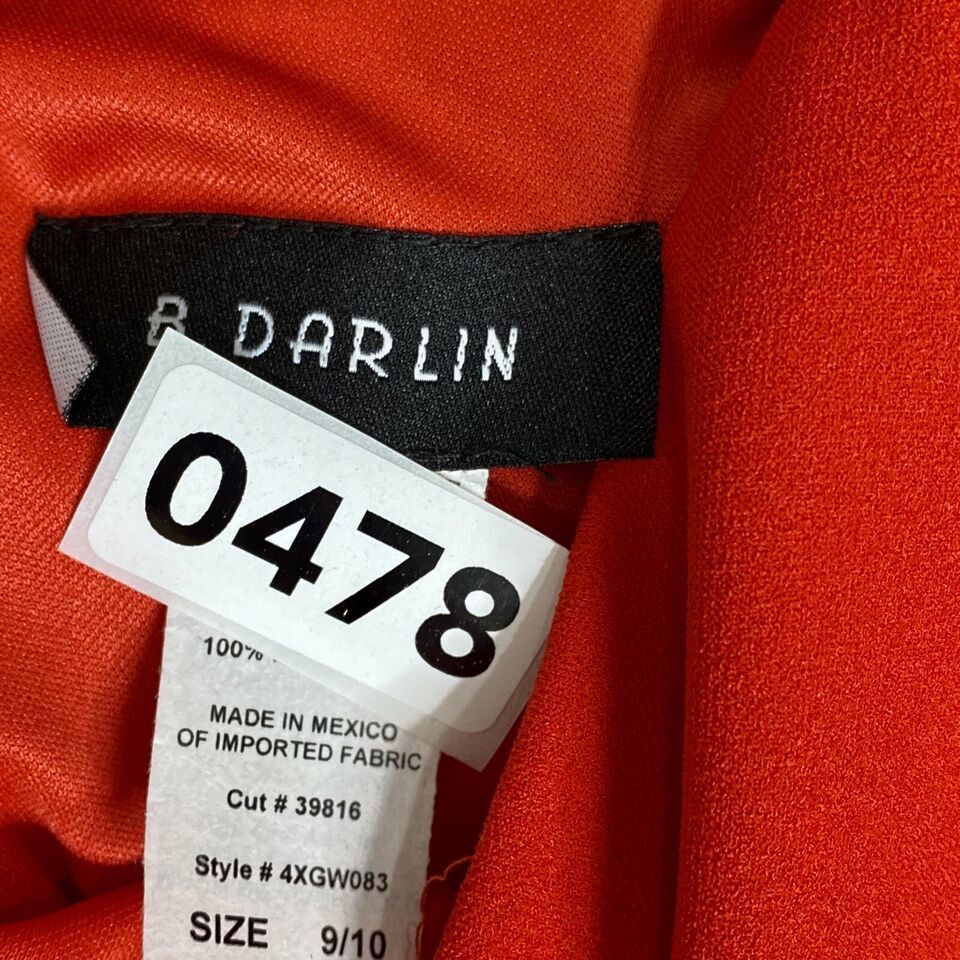 B DARLIN
0478
100%
MADE IN MEXICO
OF IMPORTED FABRIC
Cut # 39816
Style # 4XGW083
SIZE 9/10